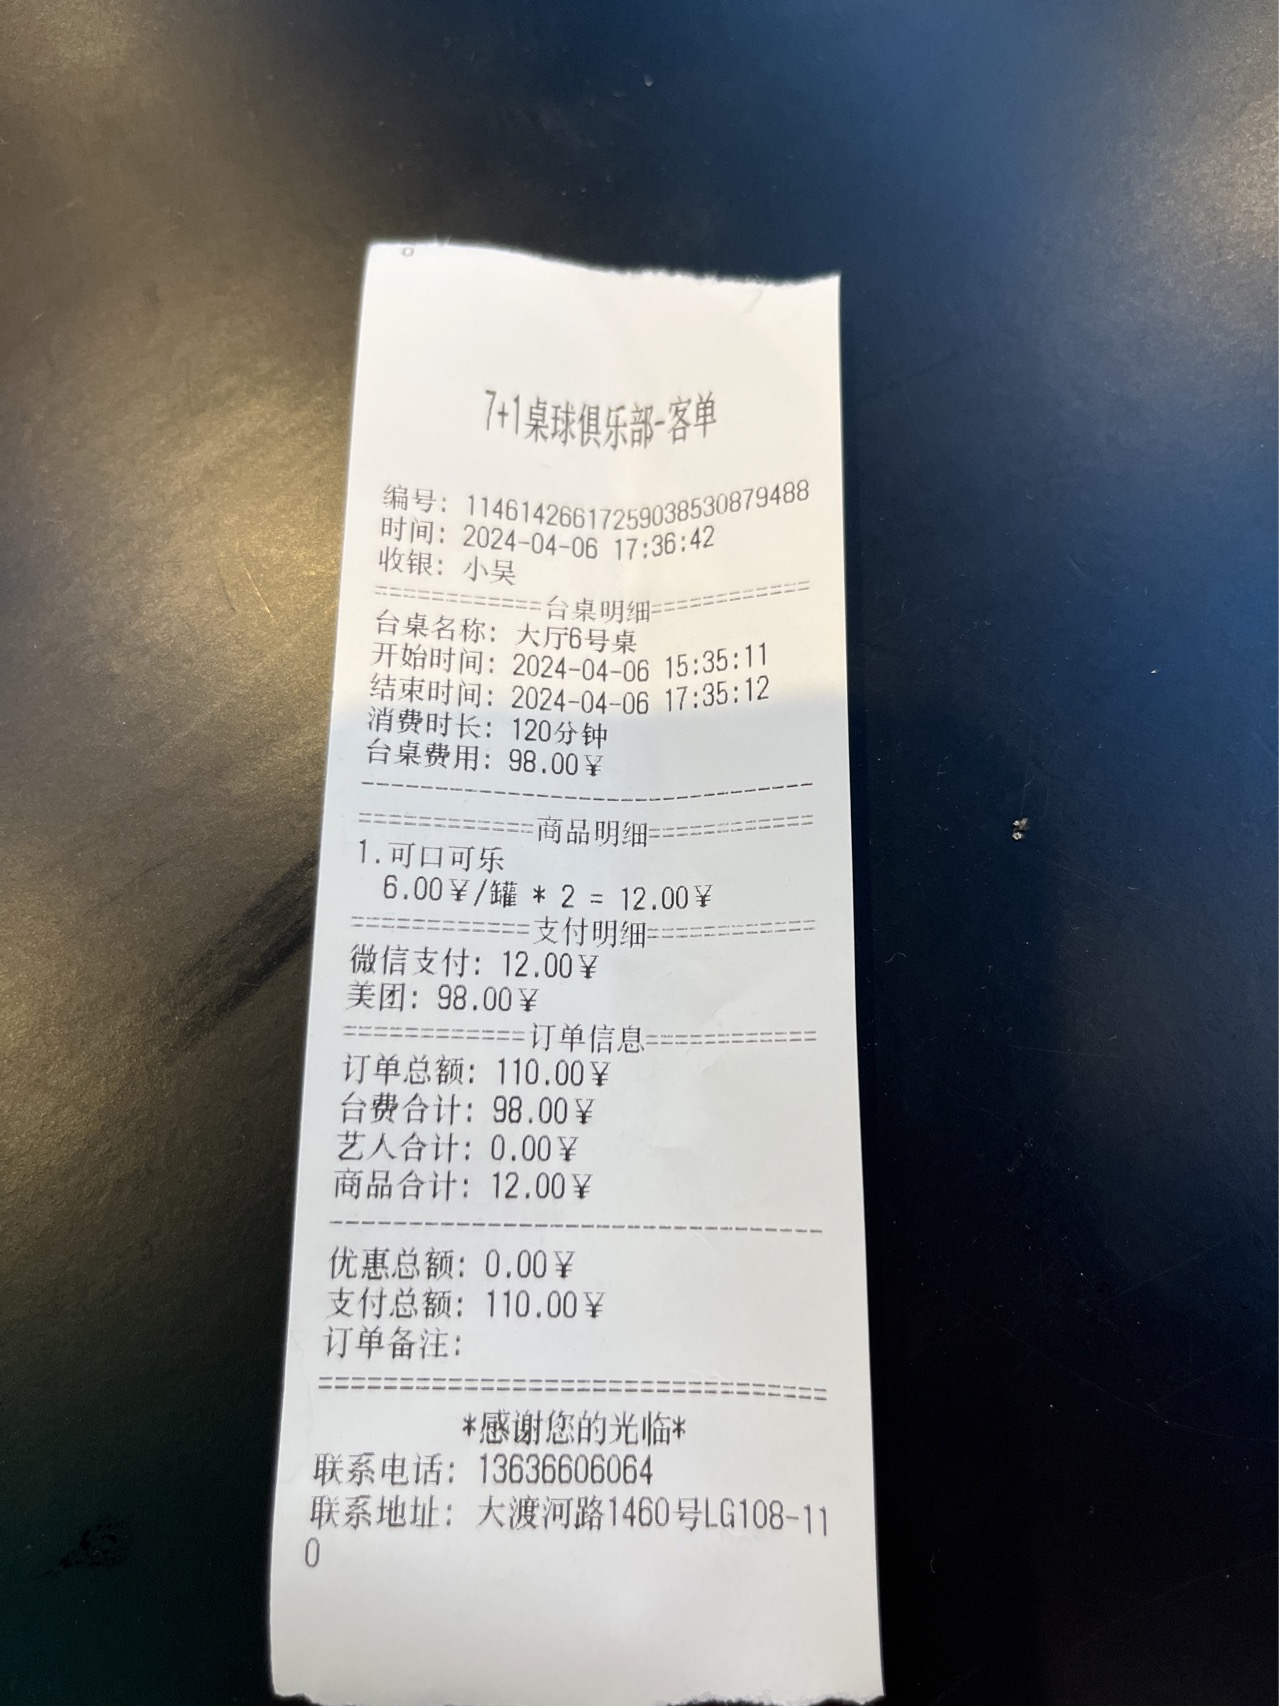 7+1桌球俱乐部-客单
编号: 11461426617259038530879488
时间: 2024-04-06 17:36:42
收银: 小昊
============台桌明细============
台桌名称: 大厅6号桌
开始时间: 2024-04-06 15:35:11
结束时间: 2024-04-06 17:35:12
消费时长: 120分钟
台桌费用: 98.00¥
--------------------------------
============商品明细============
1.可口可乐
6.00¥/罐 * 2 = 12.00¥
============支付明细============
微信支付: 12.00¥
美团: 98.00¥
============订单信息============
订单总额: 110.00¥
台费合计: 98.00¥
艺人合计: 0.00¥
商品合计: 12.00¥
--------------------------------
优惠总额: 0.00¥
支付总额: 110.00¥
订单备注:
================================
*感谢您的光临*
联系电话: 13636606064
联系地址: 大渡河路1460号LG108-11
0